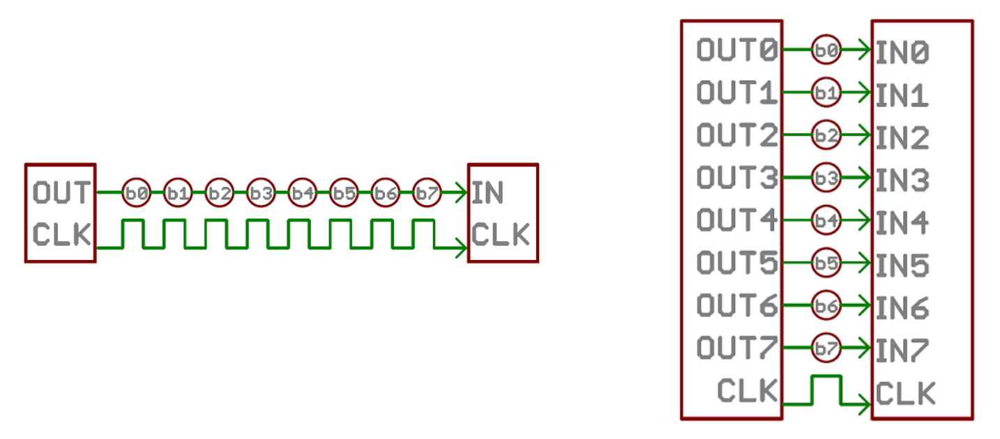 OUT b0 b1 b2 b3 b4 b5 b6 b7 IN
CLK CLK
OUT0 b0 IN0
OUT1 b1 IN1
OUT2 b2 IN2
OUT3 b3 IN3
OUT4 b4 IN4
OUT5 b5 IN5
OUT6 b6 IN6
OUT7 b7 IN7
CLK CLK